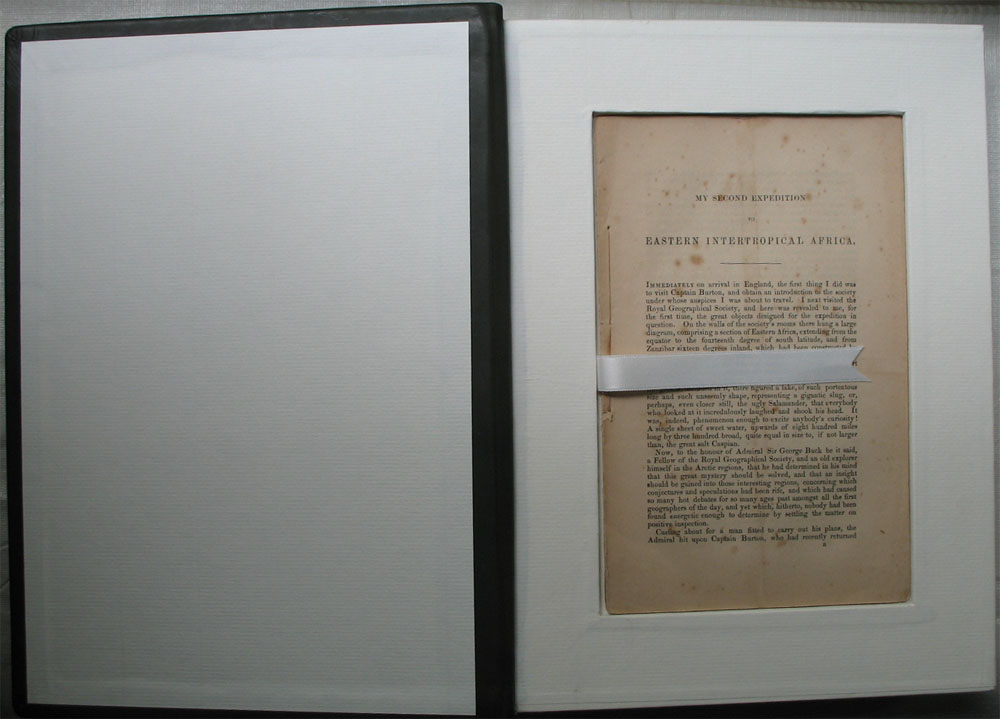 MY SECOND EXPEDITION
TO
EASTERN INTERTROPICAL AFRICA.
IMMEDIATELY on arrival in England, the first thing I did was
to visit Captain Burton, and obtain an introduction to the society
under whose auspices I was about to travel. I next visited the
Royal Geographical Society, and here was revealed to me, for
the first time, the great objects designed for the expedition in
question. On the walls of the society's rooms there hung a large
diagram, comprising a section of Eastern Africa, extending from the
equator to the fourteenth degree of south latitude, and from
Zanzibar sixteen degrees inland, which had been constructed by
there figured a lake, of such portentous
size and such unseemly shape, representing a gigantic slug, or,
perhaps, even closer still, the ugly Salamander, that everybody
who looked at it incredulously laughed and shook his head. It
was, indeed, phenomenon enough to excite anybody's curiosity!
A single sheet of sweet water, upwards of eight hundred miles
long by three hundred broad, quite equal in size to, if not larger
than, the great salt Caspian.
Now, to the honour of Admiral Sir George Back be it said,
a Fellow of the Royal Geographical Society, and an old explorer
himself in the Arctic regions, that he had determined in his mind
that this great mystery should be solved, and that an insight
should be gained into those interesting regions, concerning which
conjectures and speculations had been rife, and which had caused
so many hot debates for so many ages past amongst all the first
geographers of the day, and yet which, hitherto, nobody had been
found energetic enough to determine by settling the matter on
positive inspection.
Casting about for a man fitted to carry out his plans, the
Admiral hit upon Captain Burton, who had recently returned